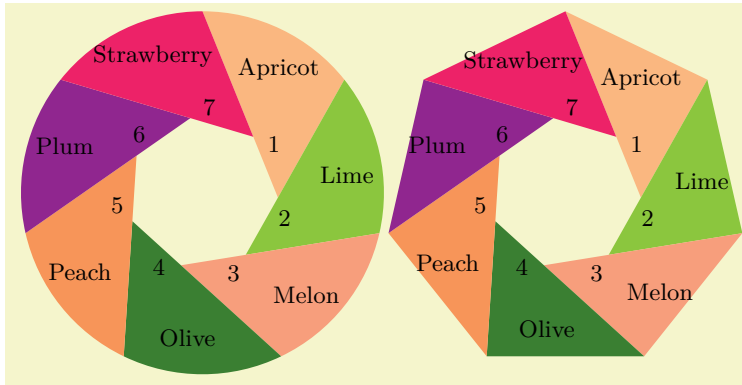 Strawberry
Apricot
7
1
6
Plum
Lime
5
2
4
3
Peach
Melon
Olive
Strawberry
Apricot
7
1
6
Plum
Lime
5
2
4
3
Peach
Melon
Olive